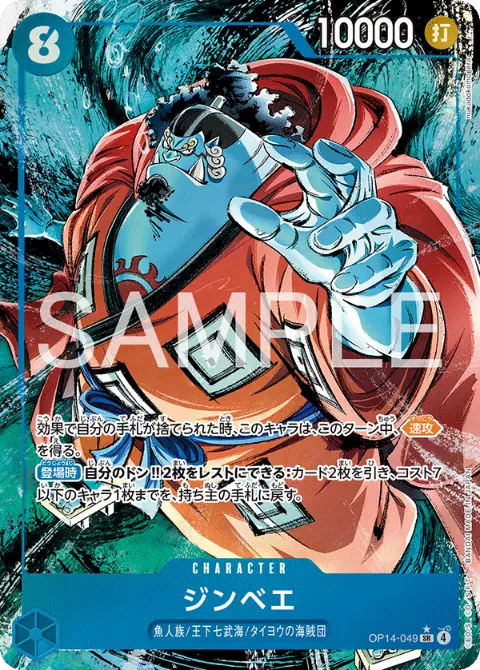 8
10000
打
SAMPLE
効果で自分の手札が捨てられた時、このキャラは、このターン中、速攻
を得る。
登場時 自分のドン!!2枚をレストにできる:カード2枚を引き、コスト7
以下のキャラ1枚までを、持ち主の手札に戻す。
CHARACTER
ジンベエ
魚人族/王下七武海/タイヨウの海賊団
OP14-049 SR 4
BANDAI MADE IN JAPAN